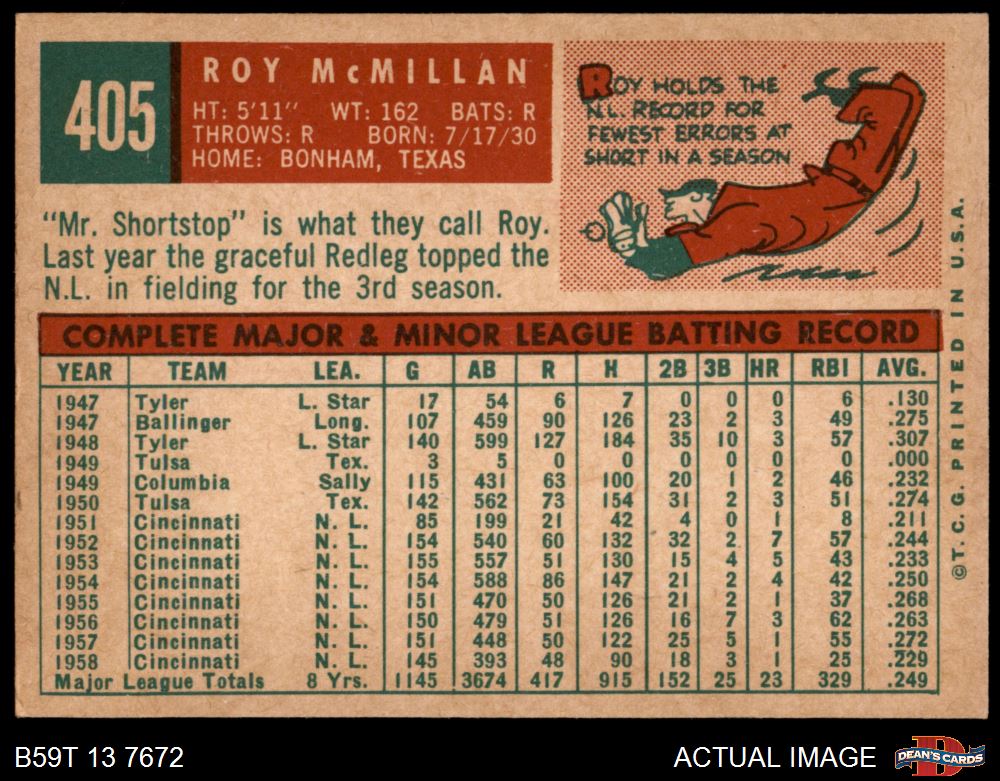 405
ROY McMILLAN
HT: 5'11" WT: 162 BATS: R
THROWS: R BORN: 7/17/30
HOME: BONHAM, TEXAS
ROY HOLDS THE
N.L. RECORD FOR
FEWEST ERRORS AT
SHORT IN A SEASON
"Mr. Shortstop" is what they call Roy.
Last year the graceful Redleg topped the
N.L. in fielding for the 3rd season.
COMPLETE MAJOR & MINOR LEAGUE BATTING RECORD
YEAR TEAM LEA. G AB R H 2B 3B HR RBI AVG.
1947 Tyler L. Star 17 54 6 7 0 0 0 6 .130
1947 Ballinger Long. 107 459 90 126 23 2 3 49 .275
1948 Tyler L. Star 140 599 127 184 35 10 3 57 .307
1949 Tulsa Tex. 3 5 0 0 0 0 0 0 .000
1949 Columbia Sally 115 431 63 100 20 1 2 46 .232
1950 Tulsa Tex. 142 562 73 154 31 2 3 51 .274
1951 Cincinnati N. L. 85 199 21 42 4 0 1 8 .211
1952 Cincinnati N. L. 154 540 60 132 32 2 7 57 .244
1953 Cincinnati N. L. 155 557 51 130 15 4 5 43 .233
1954 Cincinnati N. L. 154 588 86 147 21 2 4 42 .250
1955 Cincinnati N. L. 151 470 50 126 21 2 1 37 .268
1956 Cincinnati N. L. 150 479 51 126 16 7 3 62 .263
1957 Cincinnati N. L. 151 448 50 122 25 5 1 55 .272
1958 Cincinnati N. L. 145 393 48 90 18 3 1 25 .229
Major League Totals 8 Yrs. 1145 3674 417 915 152 25 23 329 .249
©T. C. G. PRINTED IN U.S.A.
B59T 13 7672
ACTUAL IMAGE
D
DEAN'S CARDS